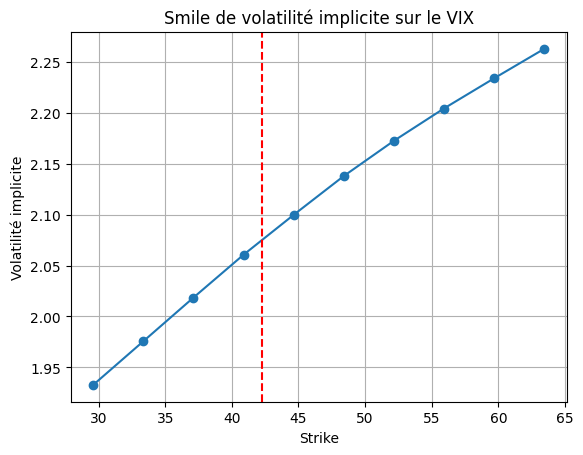 Smile de volatilité implicite sur le VIX
2.25
2.20
2.15
2.10
2.05
2.00
1.95
Volatilité implicite
30 35 40 45 50 55 60 65
Strike